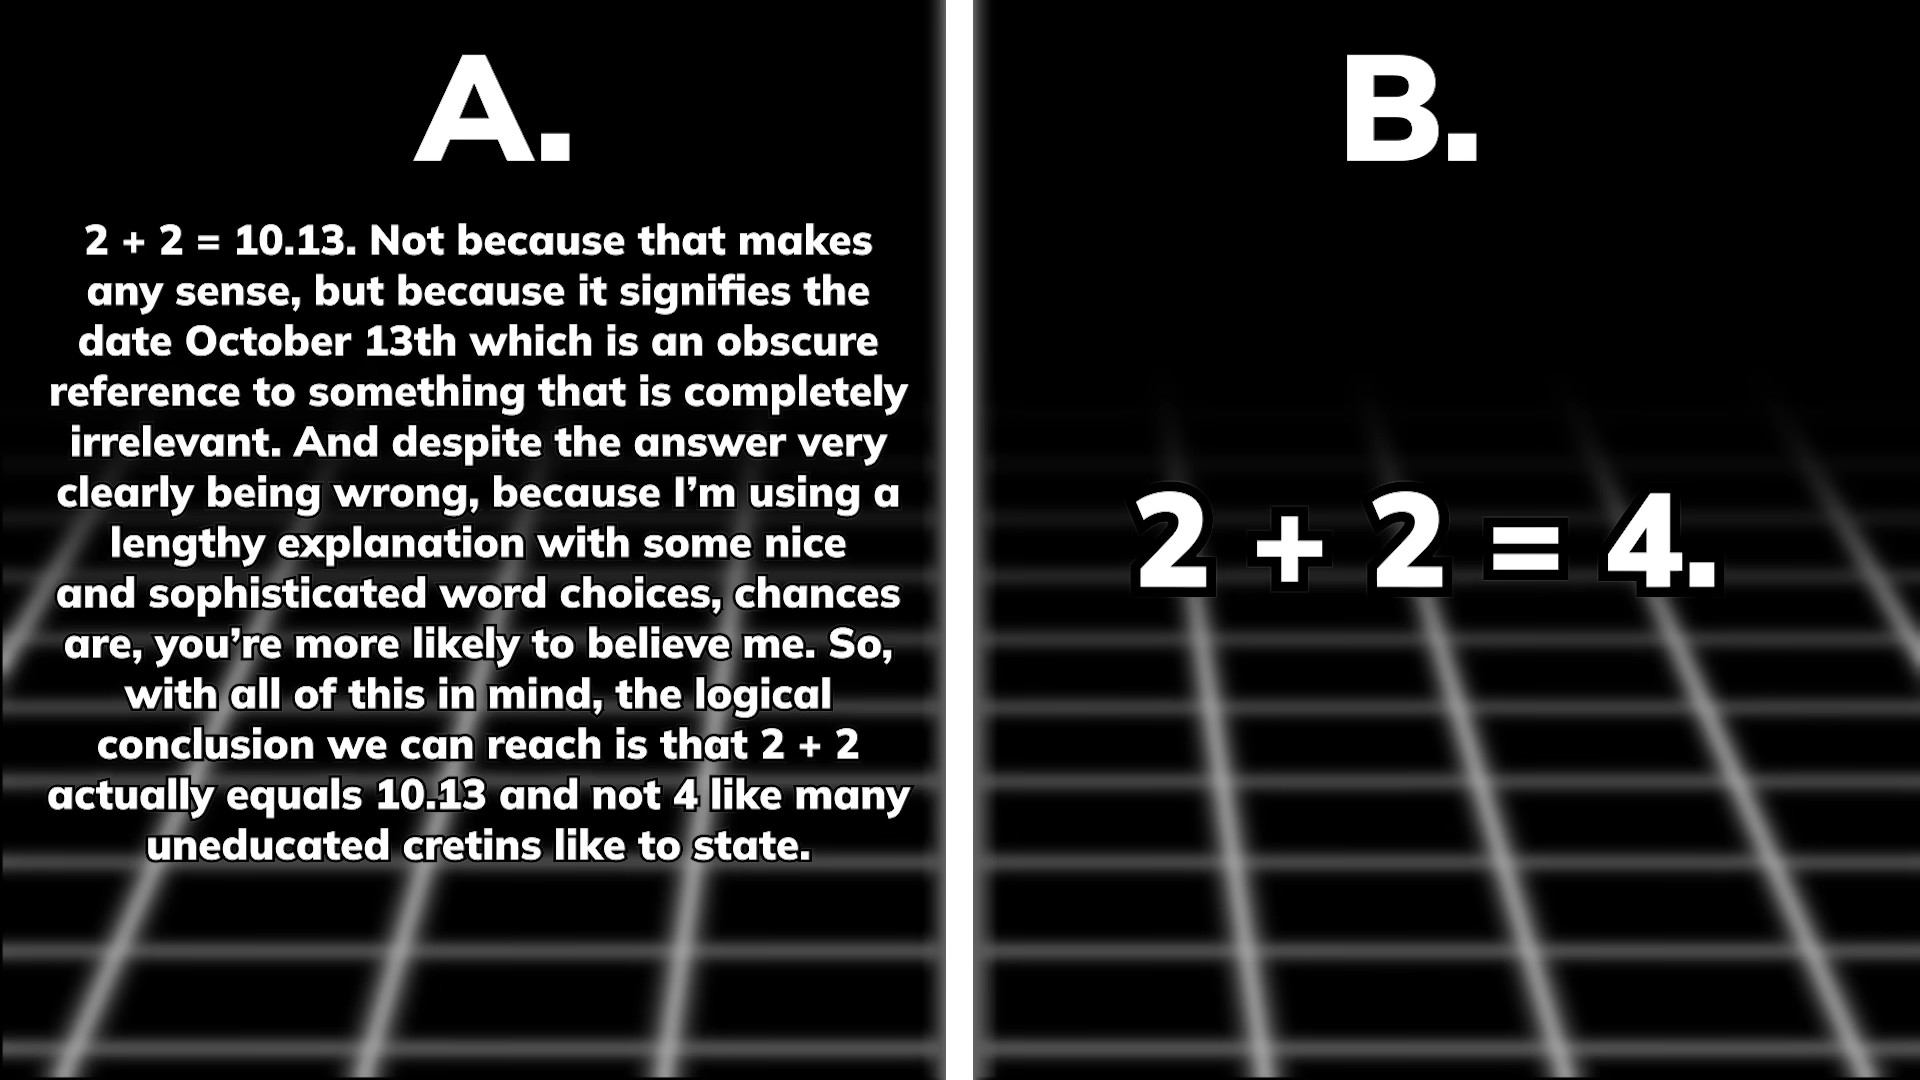 A.
2 + 2 = 10.13. Not because that makes
any sense, but because it signifies the
date October 13th which is an obscure
reference to something that is completely
irrelevant. And despite the answer very
clearly being wrong, because I’m using a
lengthy explanation with some nice
and sophisticated word choices, chances
are, you’re more likely to believe me. So,
with all of this in mind, the logical
conclusion we can reach is that 2 + 2
actually equals 10.13 and not 4 like many
uneducated cretins like to state.
B.
2 + 2 = 4.